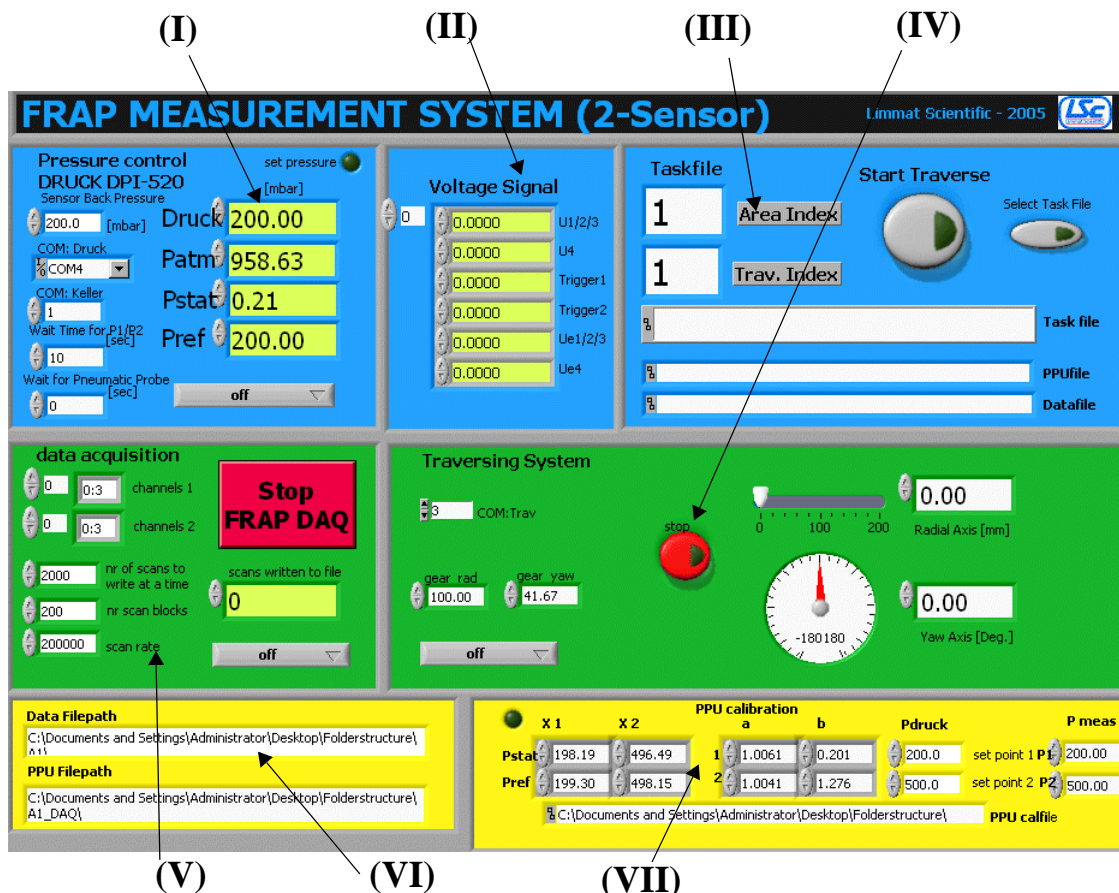 (I) (II) (III) (IV)
FRAP MEASUREMENT SYSTEM (2-Sensor)
Limmat Scientific - 2005
LSc
Pressure control
DRUCK DPI-520
set pressure
[mbar]
Sensor Back Pressure
200.0 [mbar]
COM: Druck
COM4
COM: Keller
1
Wait Time for P1/P2
[sec]
10
Wait for Pneumatic Probe
[sec]
0
Druck 200.00
Patm 958.63
Pstat 0.21
Pref 200.00
off
Voltage Signal
0
0.0000 U1/2/3
0.0000 U4
0.0000 Trigger1
0.0000 Trigger2
0.0000 Ue1/2/3
0.0000 Ue4
Taskfile
1 Area Index
1 Trav. Index
Start Traverse
Select Task File
Task file
PPUfile
Datafile
data acquisition
0 0:3 channels 1
0 0:3 channels 2
2000 nr of scans to
write at a time
200 nr scan blocks
200000 scan rate
Stop
FRAP DAQ
scans written to file
0
off
Traversing System
3 COM:Trav
gear rad
100.00
gear yaw
41.67
off
stop
0 100 200
-180 180
0.00
Radial Axis [mm]
0.00
Yaw Axis [Deg.]
Data Filepath
C:\Documents and Settings\Administrator\Desktop\Folderstructure\
A1\
PPU Filepath
C:\Documents and Settings\Administrator\Desktop\Folderstructure\
A1_DAQ\
PPU calibration
X 1 X 2 a b Pdruck P meas
Pstat 198.19 496.49 1 1.0061 0.201 200.0 set point 1 P1 200.00
Pref 199.30 498.15 2 1.0041 1.276 500.0 set point 2 P2 500.00
C:\Documents and Settings\Administrator\Desktop\Folderstructure\ PPU calfile
(V) (VI) (VII)